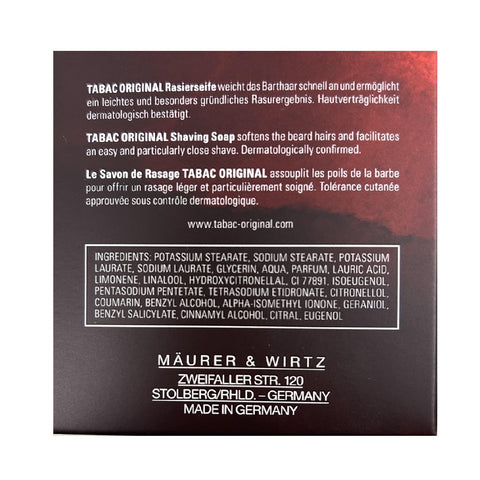 TABAC ORIGINAL Rasierseife weicht das Barthaar schnell an und ermöglicht
ein leichtes und besonders gründliches Rasurergebnis. Hautverträglichkeit
dermatologisch bestätigt.
TABAC ORIGINAL Shaving Soap softens the beard hairs and facilitates
an easy and particularly close shave. Dermatologically confirmed.
Le Savon de Rasage TABAC ORIGINAL assouplit les poils de la barbe
pour offrir un rasage léger et particulièrement soigné. Tolérance cutanée
approuvée sous contrôle dermatologique.
www.tabac-original.com
INGREDIENTS: POTASSIUM STEARATE, SODIUM STEARATE, POTASSIUM
LAURATE, SODIUM LAURATE, GLYCERIN, AQUA, PARFUM, LAURIC ACID,
LIMONENE, LINALOOL, HYDROXYCITRONELLAL, CI 77891, ISOEUGENOL,
PENTASODIUM PENTETATE, TETRASODIUM ETIDRONATE, CITRONELLOL,
COUMARIN, BENZYL ALCOHOL, ALPHA-ISOMETHYL IONONE, GERANIOL,
BENZYL SALICYLATE, CINNAMYL ALCOHOL, CITRAL, EUGENOL
MÄURER & WIRTZ
ZWEIFALLER STR. 120
STOLBERG/RHLD. – GERMANY
MADE IN GERMANY